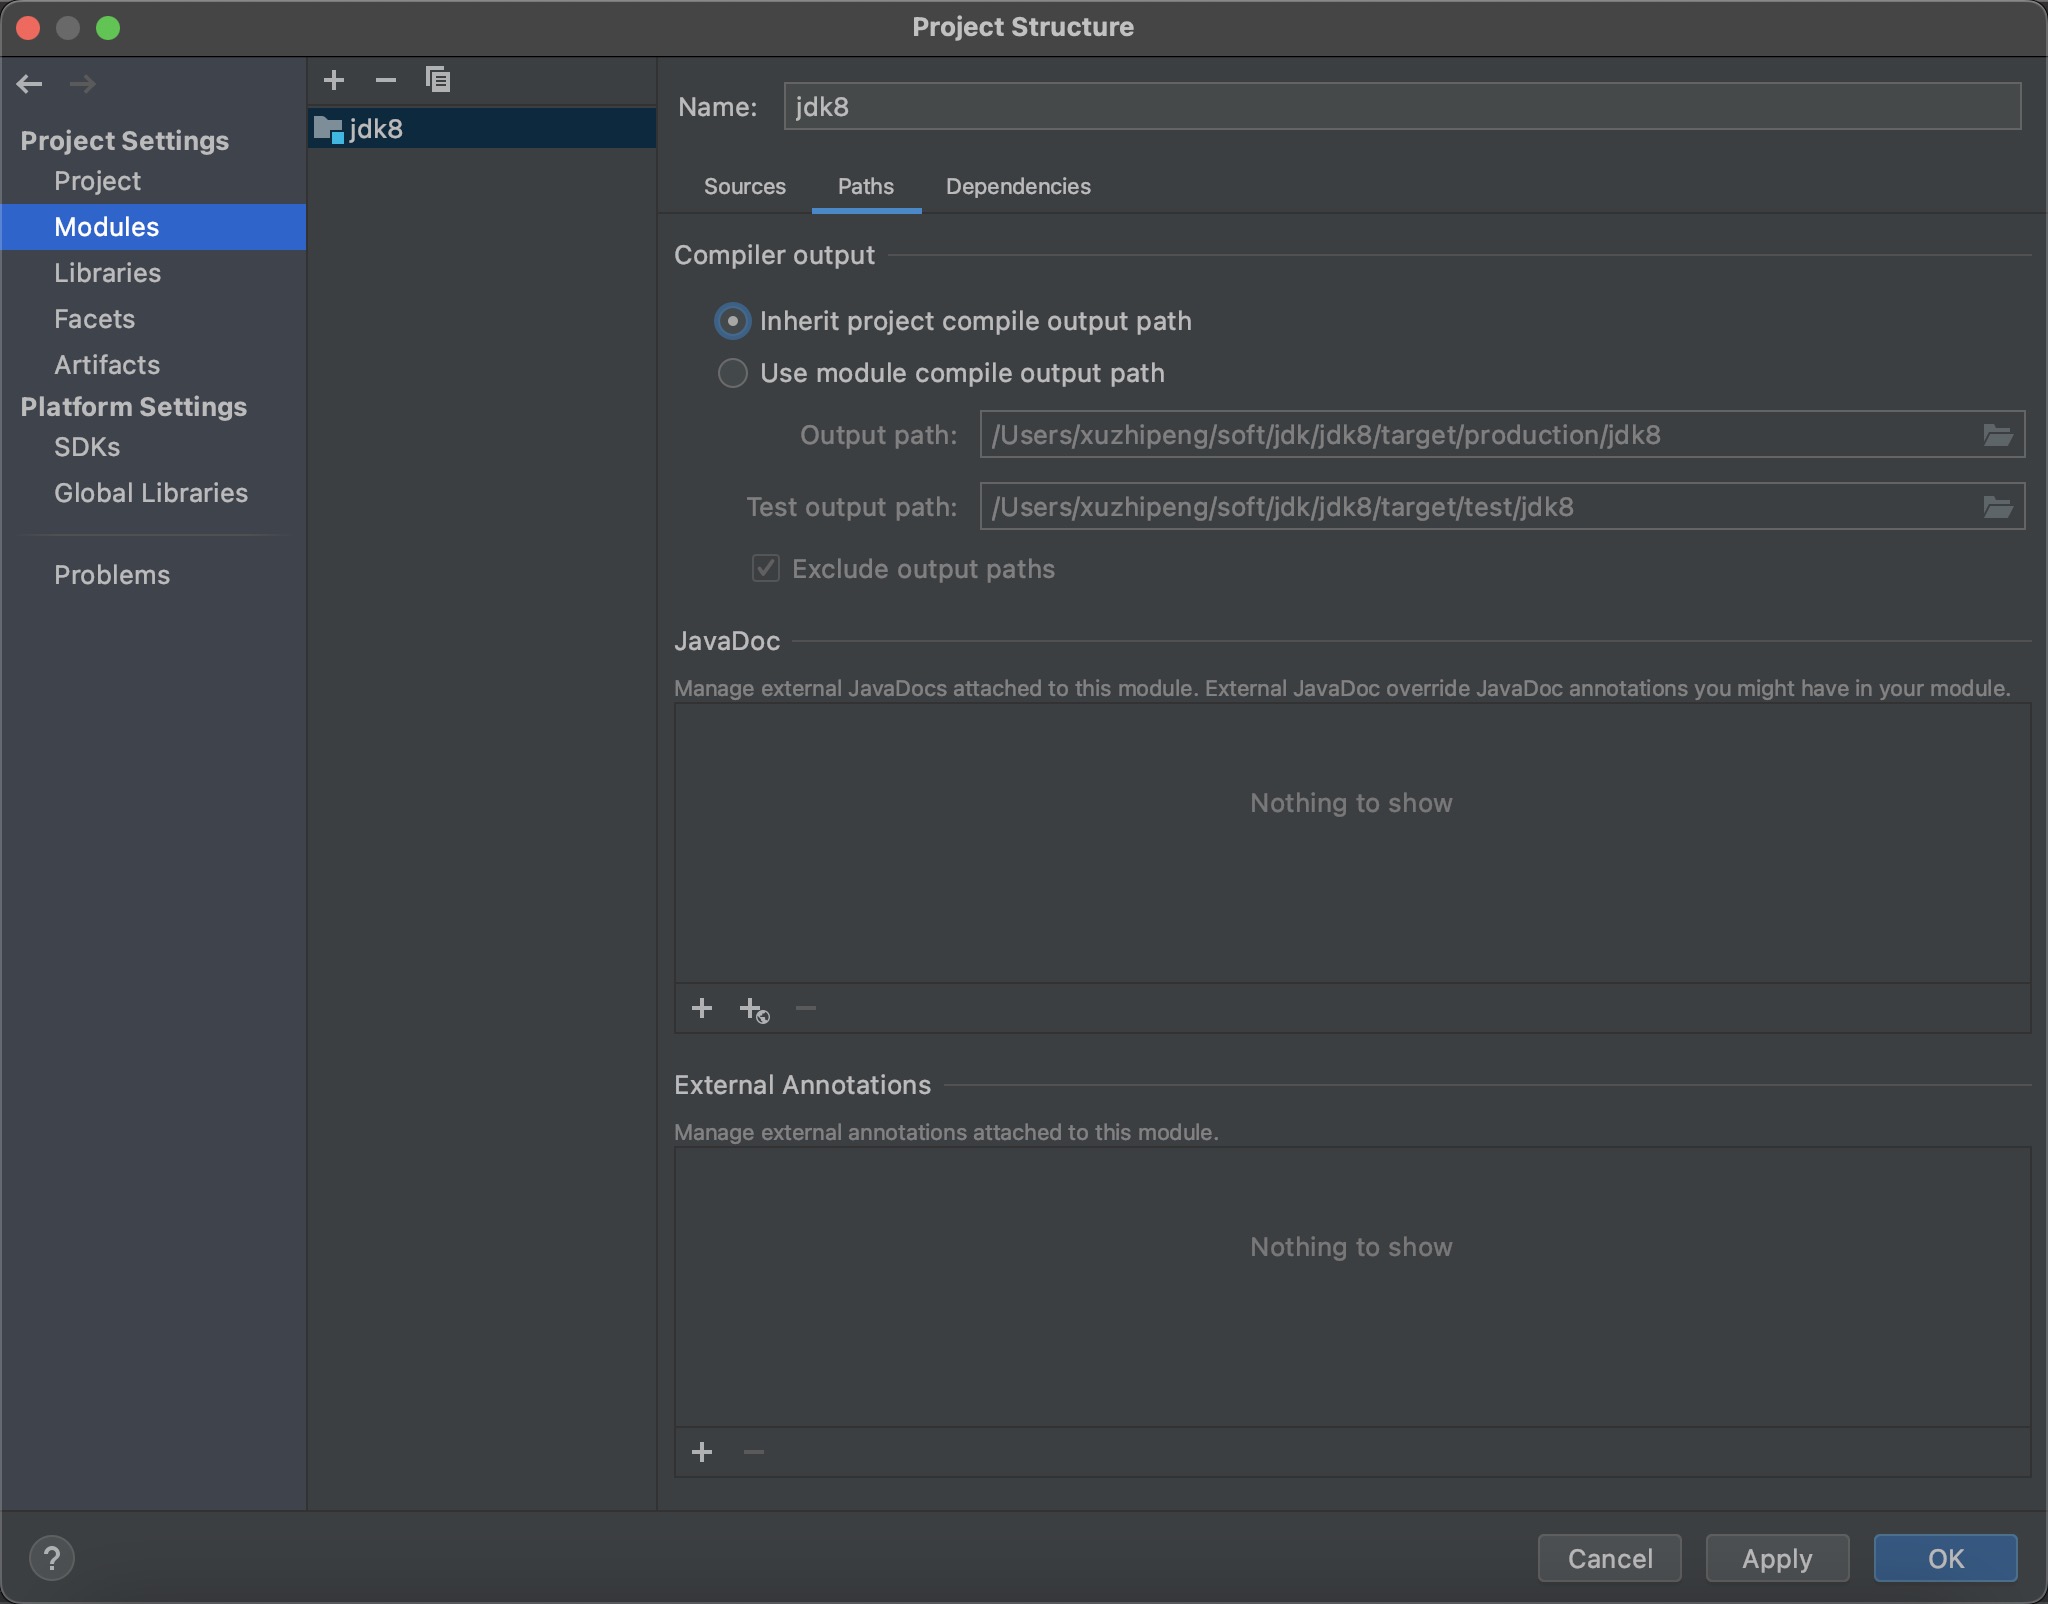 Project Structure
Project Settings
Project
Modules
Libraries
Facets
Artifacts
Platform Settings
SDKs
Global Libraries
Problems
jdk8
Name: jdk8
Sources Paths Dependencies
Compiler output
Inherit project compile output path
Use module compile output path
Output path: /Users/xuzhipeng/soft/jdk/jdk8/target/production/jdk8
Test output path: /Users/xuzhipeng/soft/jdk/jdk8/target/test/jdk8
Exclude output paths
JavaDoc
Manage external JavaDocs attached to this module. External JavaDoc override JavaDoc annotations you might have in your module.
Nothing to show
External Annotations
Manage external annotations attached to this module.
Nothing to show
? Cancel Apply OK